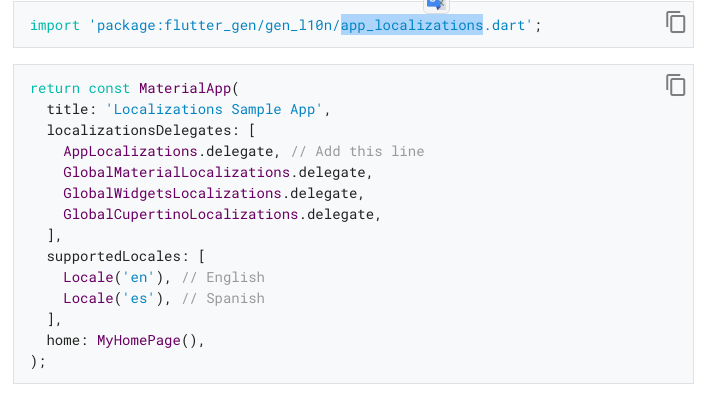 import 'package:flutter_gen/gen_l10n/app_localizations.dart';
return const MaterialApp(
  title: 'Localizations Sample App',
  localizationsDelegates: [
    AppLocalizations.delegate, // Add this line
    GlobalMaterialLocalizations.delegate,
    GlobalWidgetsLocalizations.delegate,
    GlobalCupertinoLocalizations.delegate,
  ],
  supportedLocales: [
    Locale('en'), // English
    Locale('es'), // Spanish
  ],
  home: MyHomePage(),
);